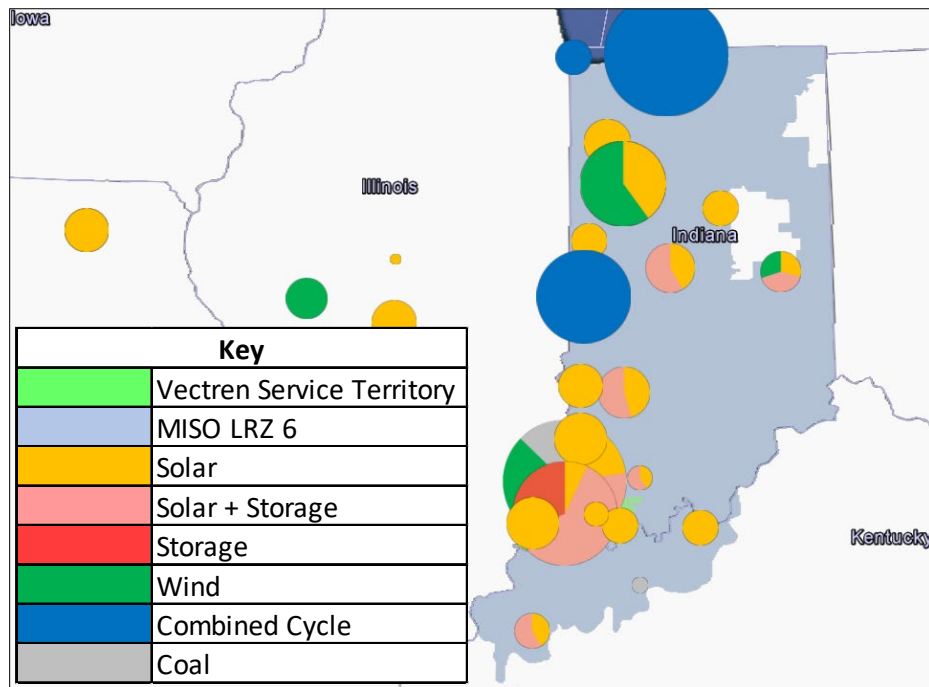 Iowa
Illinois
Indiana
Key
Vectren Service Territory
MISO LRZ 6
Solar
Solar + Storage
Storage
Wind
Combined Cycle
Coal
Kentucky